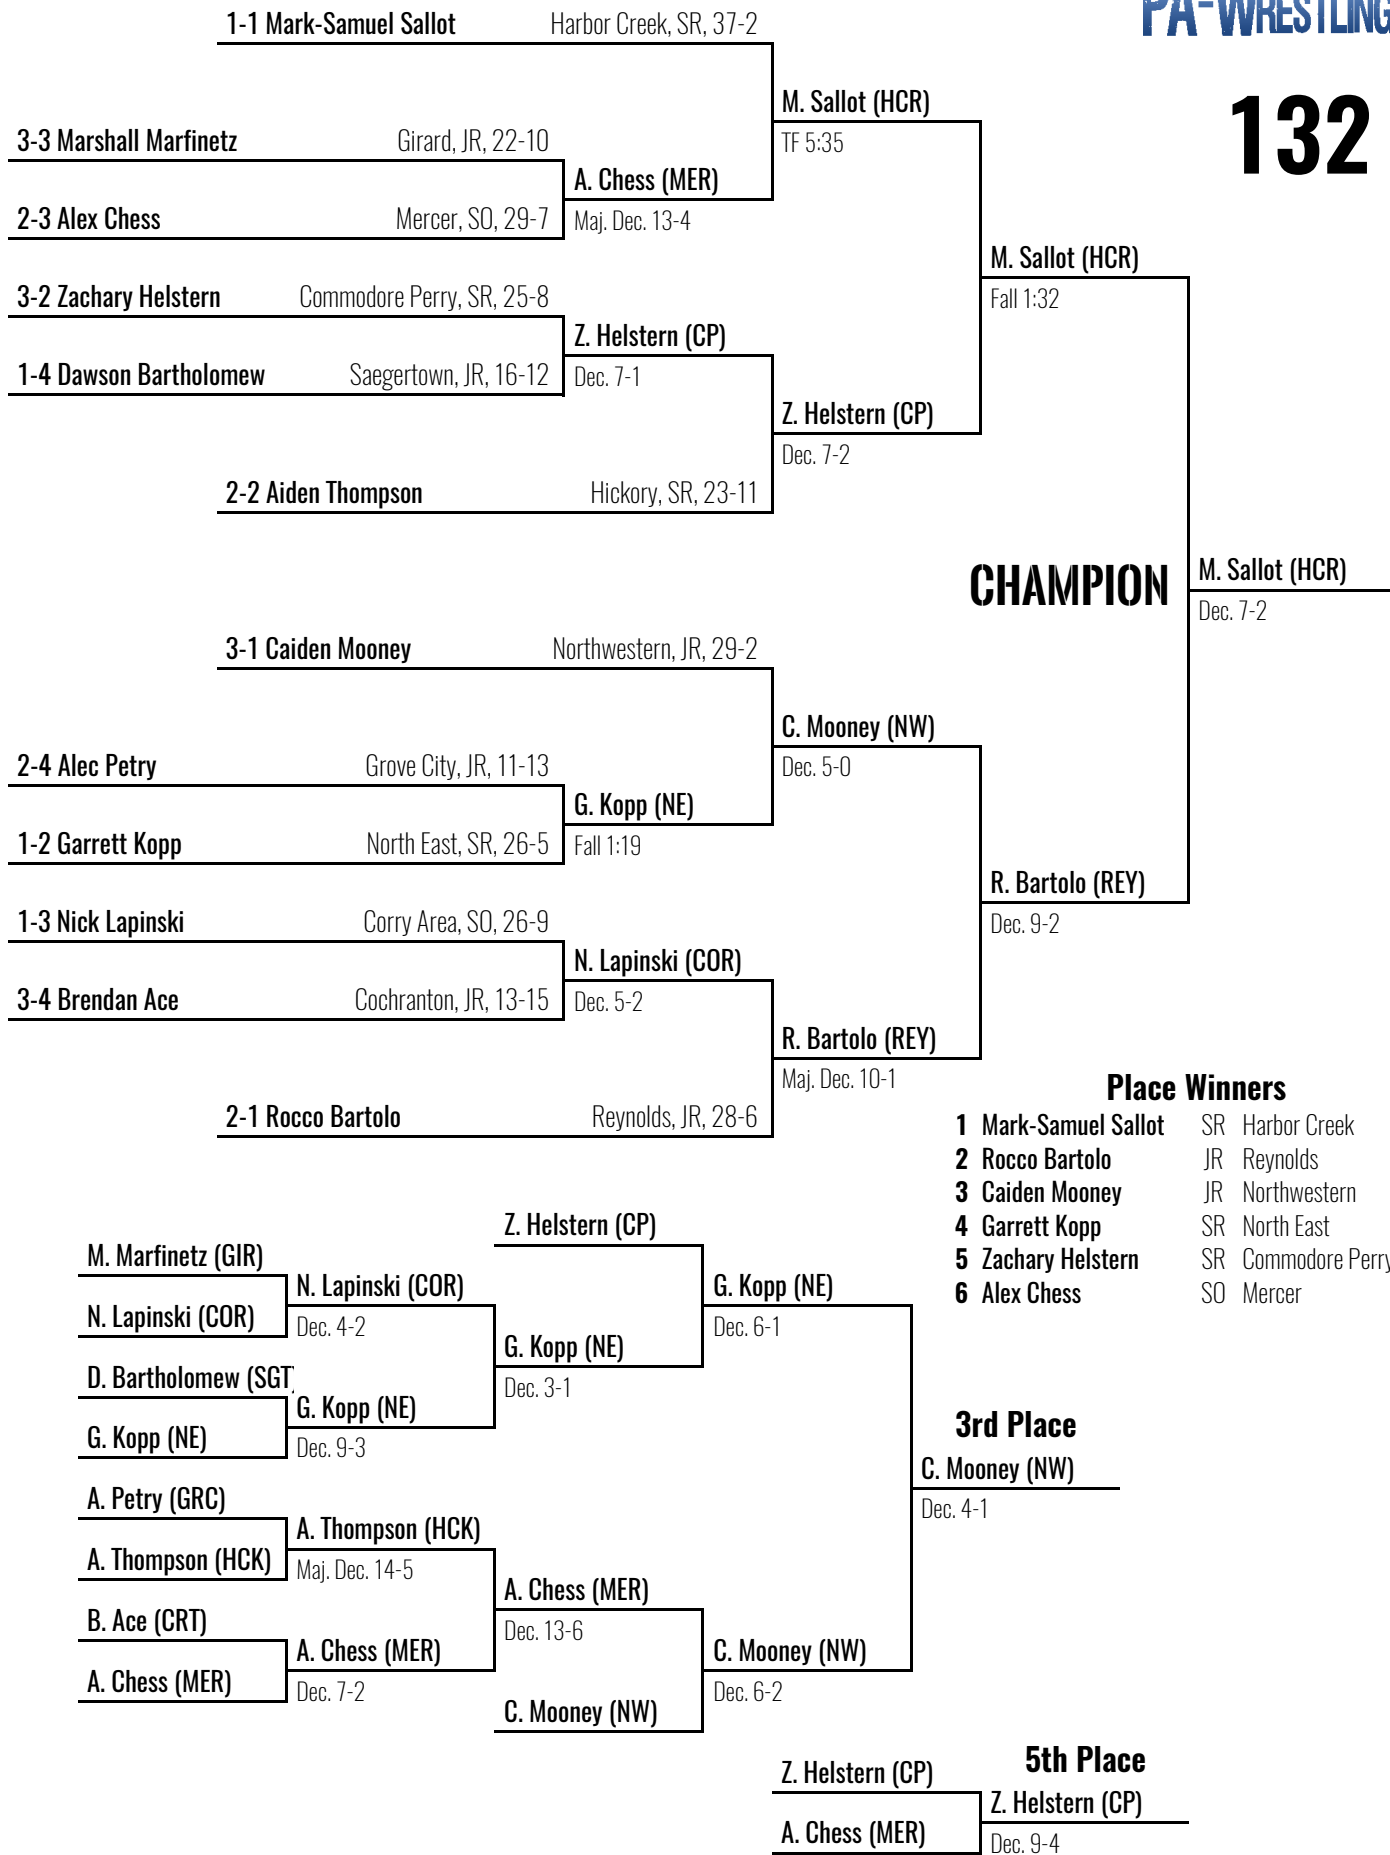 PA-WRESTLING
132
1-1 Mark-Samuel Sallot Harbor Creek, SR, 37-2
M. Sallot (HCR)
TF 5:35
3-3 Marshall Marfinetz Girard, JR, 22-10
A. Chess (MER)
2-3 Alex Chess Mercer, SO, 29-7
Maj. Dec. 13-4
M. Sallot (HCR)
Fall 1:32
3-2 Zachary Helstern Commodore Perry, SR, 25-8
Z. Helstern (CP)
1-4 Dawson Bartholomew Saegertown, JR, 16-12
Dec. 7-1
Z. Helstern (CP)
Dec. 7-2
2-2 Aiden Thompson Hickory, SR, 23-11
CHAMPION
M. Sallot (HCR)
Dec. 7-2
3-1 Caiden Mooney Northwestern, JR, 29-2
C. Mooney (NW)
Dec. 5-0
2-4 Alec Petry Grove City, JR, 11-13
G. Kopp (NE)
1-2 Garrett Kopp North East, SR, 26-5
Fall 1:19
R. Bartolo (REY)
Dec. 9-2
1-3 Nick Lapinski Corry Area, SO, 26-9
N. Lapinski (COR)
3-4 Brendan Ace Cochranton, JR, 13-15
Dec. 5-2
R. Bartolo (REY)
Maj. Dec. 10-1
2-1 Rocco Bartolo Reynolds, JR, 28-6
Place Winners
1 Mark-Samuel Sallot SR Harbor Creek
2 Rocco Bartolo JR Reynolds
3 Caiden Mooney JR Northwestern
4 Garrett Kopp SR North East
5 Zachary Helstern SR Commodore Perry
6 Alex Chess SO Mercer
Z. Helstern (CP)
M. Marfinetz (GIR)
N. Lapinski (COR)
N. Lapinski (COR)
Dec. 4-2
G. Kopp (NE)
Dec. 6-1
G. Kopp (NE)
Dec. 3-1
D. Bartholomew (SGT)
G. Kopp (NE)
G. Kopp (NE)
Dec. 9-3
3rd Place
C. Mooney (NW)
Dec. 4-1
A. Petry (GRC)
A. Thompson (HCK)
A. Thompson (HCK)
Maj. Dec. 14-5
A. Chess (MER)
Dec. 13-6
B. Ace (CRT)
A. Chess (MER)
A. Chess (MER)
Dec. 7-2
C. Mooney (NW)
Dec. 6-2
C. Mooney (NW)
5th Place
Z. Helstern (CP)
Z. Helstern (CP)
A. Chess (MER)
Dec. 9-4